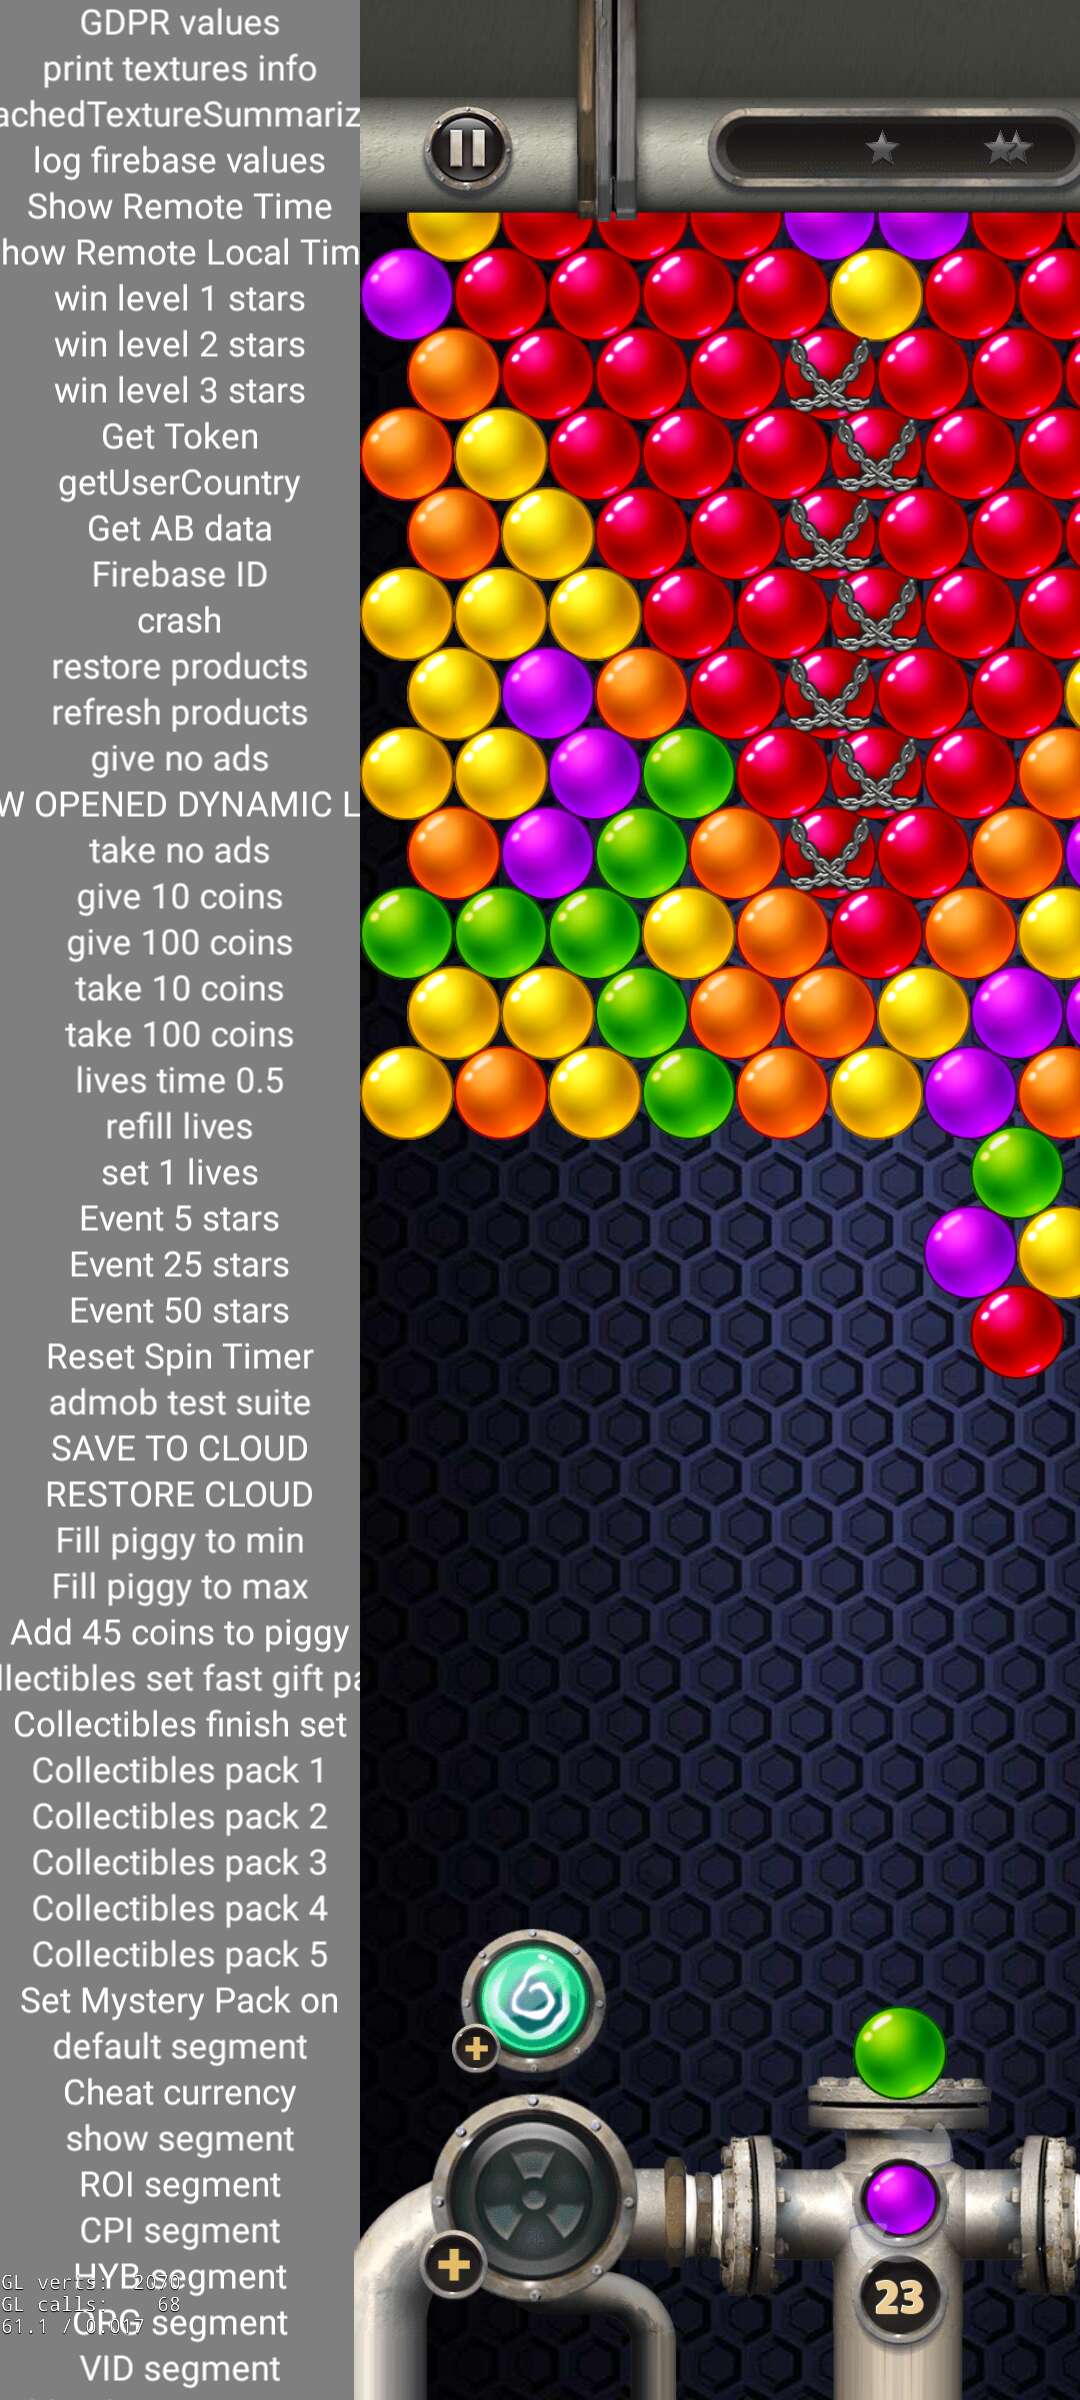 GDPR values
print textures info
achedTextureSummariz
log firebase values
Show Remote Time
how Remote Local Tim
win level 1 stars
win level 2 stars
win level 3 stars
Get Token
getUserCountry
Get AB data
Firebase ID
crash
restore products
refresh products
give no ads
W OPENED DYNAMIC L
take no ads
give 10 coins
give 100 coins
take 10 coins
take 100 coins
lives time 0.5
refill lives
set 1 lives
Event 5 stars
Event 25 stars
Event 50 stars
Reset Spin Timer
admob test suite
SAVE TO CLOUD
RESTORE CLOUD
Fill piggy to min
Fill piggy to max
Add 45 coins to piggy
llectibles set fast gift pa
Collectibles finish set
Collectibles pack 1
Collectibles pack 2
Collectibles pack 3
Collectibles pack 4
Collectibles pack 5
Set Mystery Pack on
default segment
Cheat currency
show segment
ROI segment
CPI segment
HYB segment
GL verts: 2070
GL calls: 68
ORG segment
61.1 / 0.017
VID segment
23